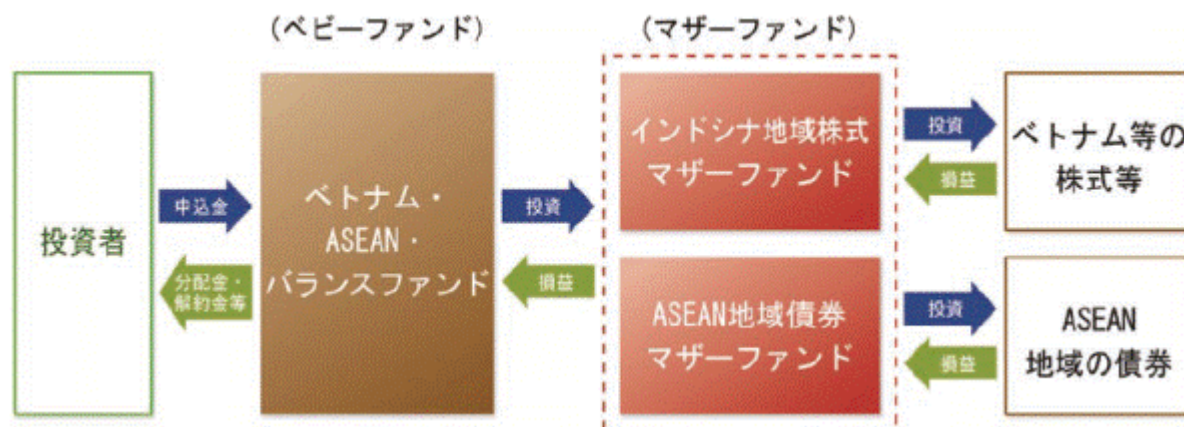 (ベビーファンド)
(マザーファンド)
投資者
申込金
分配金・
解約金等
ベトナム・
ASEAN・
バランスファンド
投資
損益
インドシナ地域株式
マザーファンド
ASEAN地域債券
マザーファンド
投資
損益
投資
損益
ベトナム等の
株式等
ASEAN
地域の債券